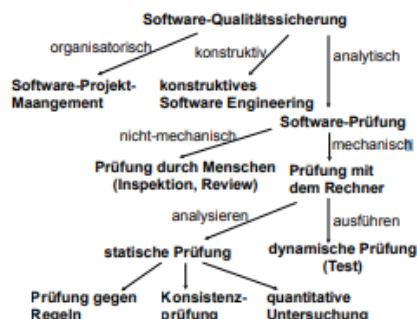 Software-Qualitätssicherung
organisatorisch
konstruktiv
analytisch
Software-Projekt-
Maangement
konstruktives
Software Engineering
Software-Prüfung
nicht-mechanisch
mechanisch
Prüfung durch Menschen
(Inspektion, Review)
Prüfung mit
dem Rechner
analysieren
ausführen
statische Prüfung
dynamische Prüfung
(Test)
Prüfung gegen
Regeln
Konsistenz-
prüfung
quantitative
Untersuchung